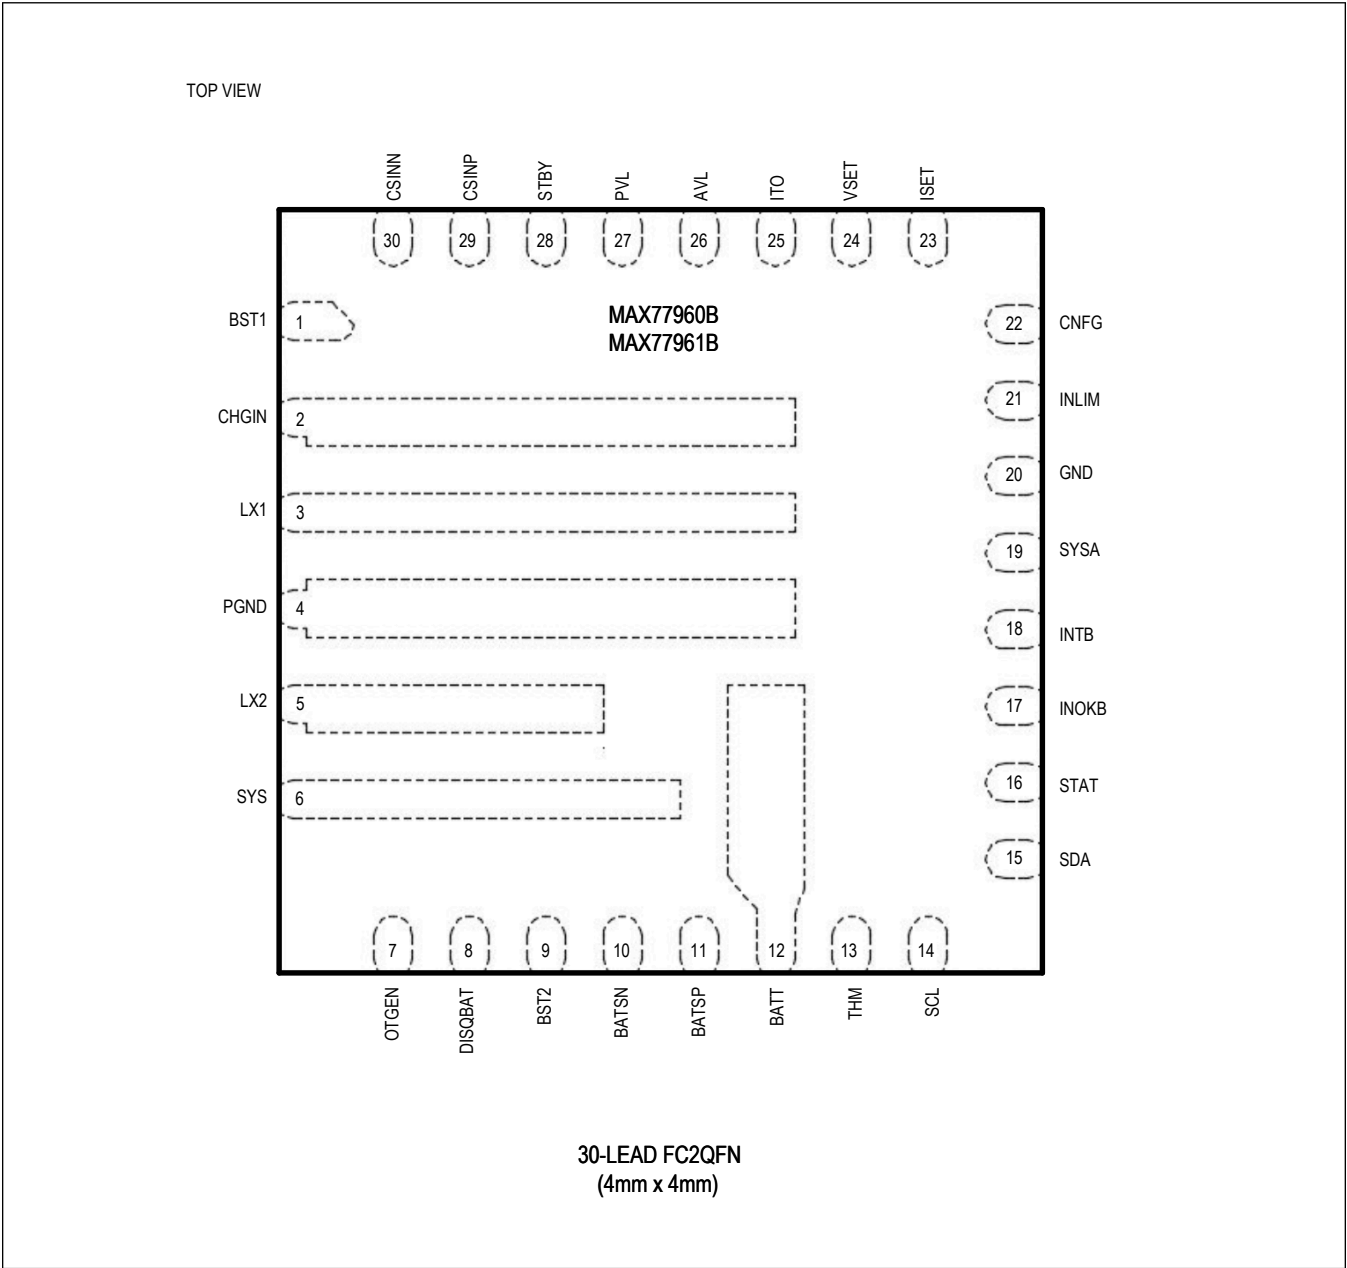 TOP VIEW
CSINN
CSINP
STBY
PVL
AVL
ITO
VSET
ISET
30
29
28
27
26
25
24
23
MAX77960B
MAX77961B
BST1
1
22
CNFG
CHGIN
2
21
INLIM
20
GND
LX1
3
19
SYSA
PGND
4
18
INTB
LX2
5
17
INOKB
SYS
6
16
STAT
15
SDA
7
8
9
10
11
12
13
14
OTGEN
DISQBAT
BST2
BATSN
BATSP
BATT
THM
SCL
30-LEAD FC2QFN
(4mm x 4mm)